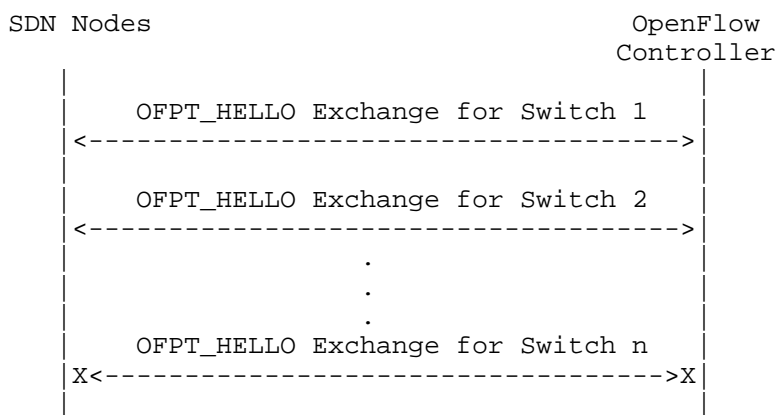 SDN Nodes OpenFlow
Controller
OFPT_HELLO Exchange for Switch 1
<------------------------------------->
OFPT_HELLO Exchange for Switch 2
<------------------------------------->
.
.
.
OFPT_HELLO Exchange for Switch n
X<----------------------------------->X